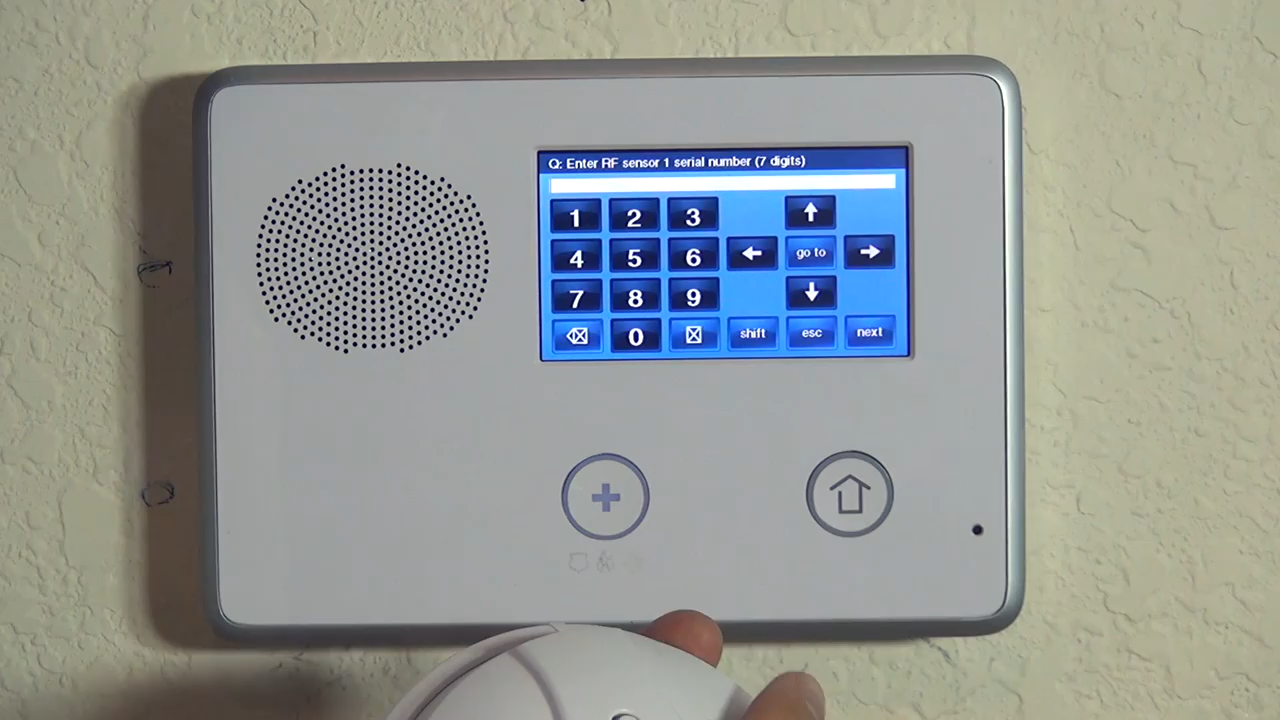 Q: Enter RF sensor 1 serial number (7 digits)
1 2 3
4 5 6 go to
7 8 9
0 shift esc next